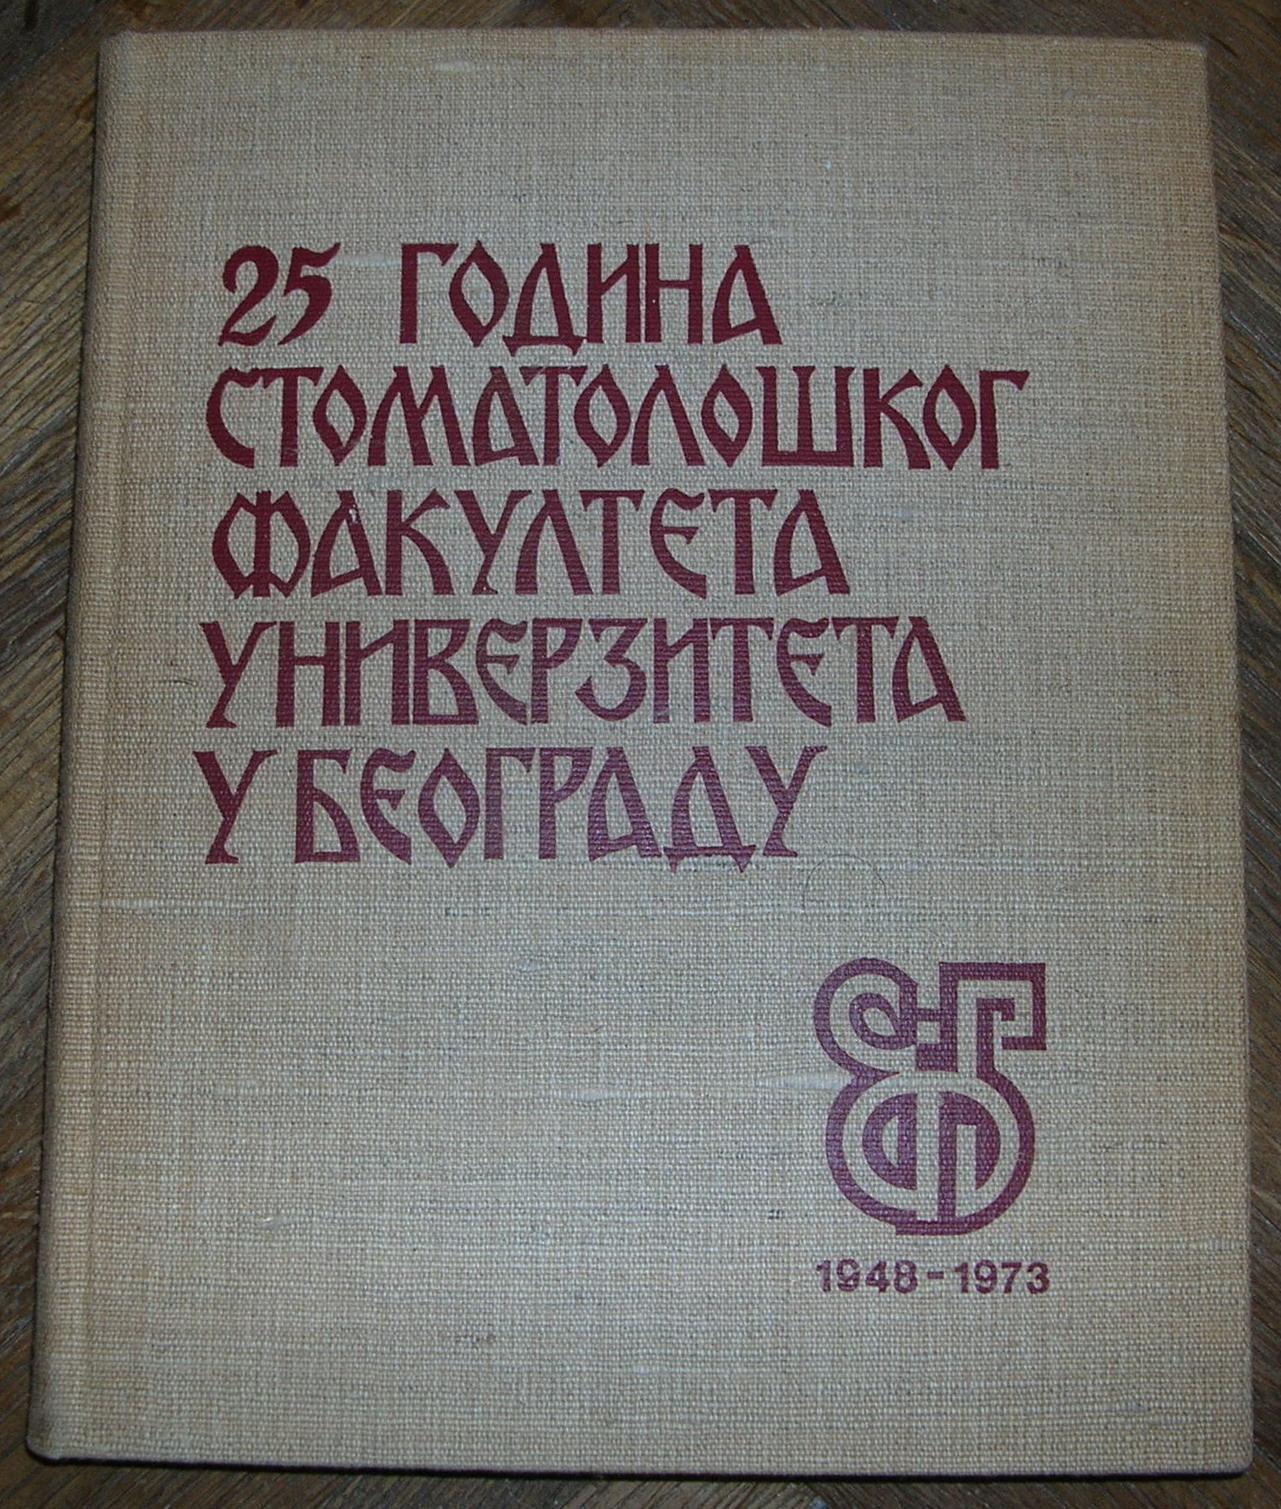 25 ГОДИНА
СТОМАТОЛОШКОГ
ФАКУЛТЕТА
УНИВЕРЗИТЕТА
У БЕОГРАДУ
1948-1973